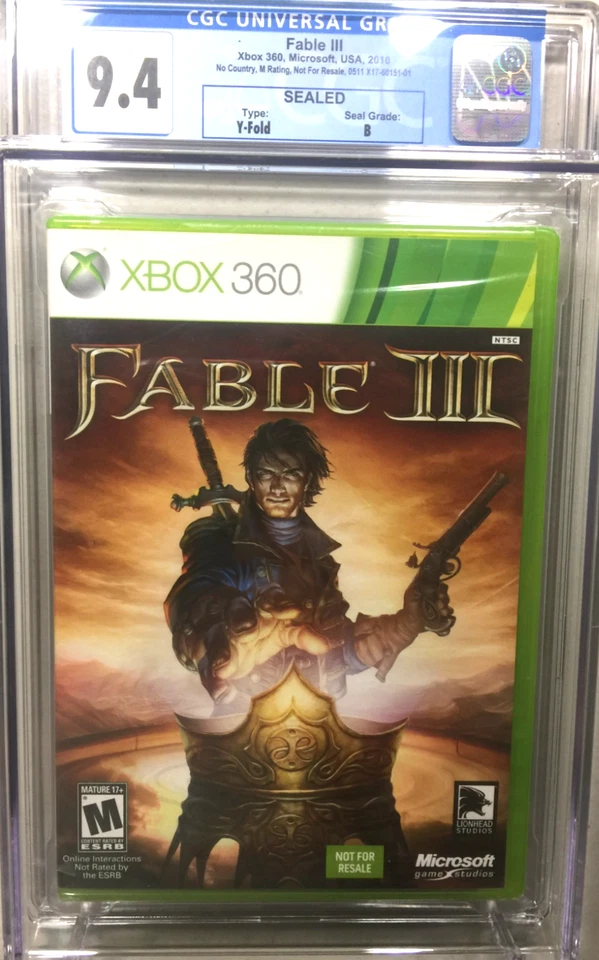 CGC UNIVERSAL GR
9.4
Fable III
Xbox 360, Microsoft, USA, 2010
No Country, M Rating, Not For Resale, 0511 X17-60151-01
SEALED
Type:
Y-Fold
Seal Grade:
B
CGC
XBOX 360
NTSC
FABLE III
MATURE 17+
M
CONTENT RATED BY
ESRB
Online Interactions
Not Rated by
the ESRB
NOT FOR
RESALE
LIONHEAD
STUDIOS
Microsoft
game studios